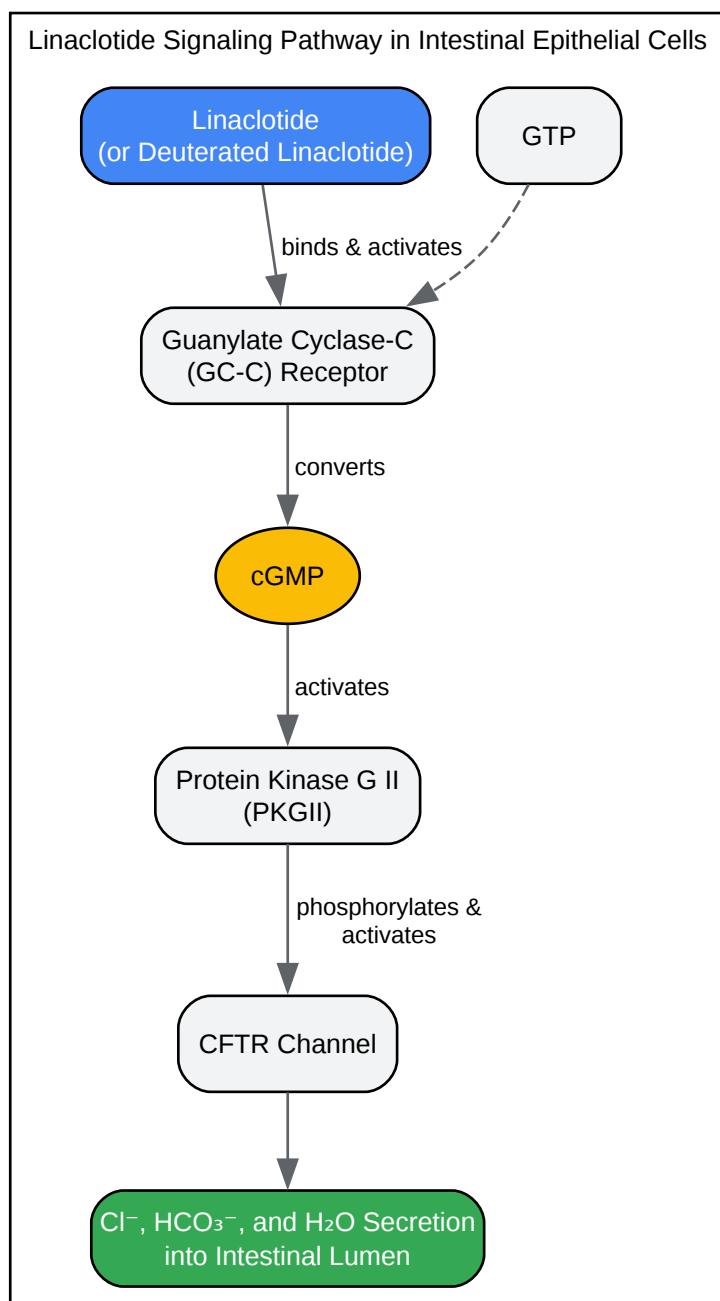 Linaclotide Signaling Pathway in Intestinal Epithelial Cells
Linaclotide
(or Deuterated Linaclotide)
GTP
binds & activates
Guanylate Cyclase-C
(GC-C) Receptor
converts
cGMP
activates
Protein Kinase G II
(PKGII)
phosphorylates &
activates
CFTR Channel
Cl⁻, HCO₃⁻, and H₂O Secretion
into Intestinal Lumen